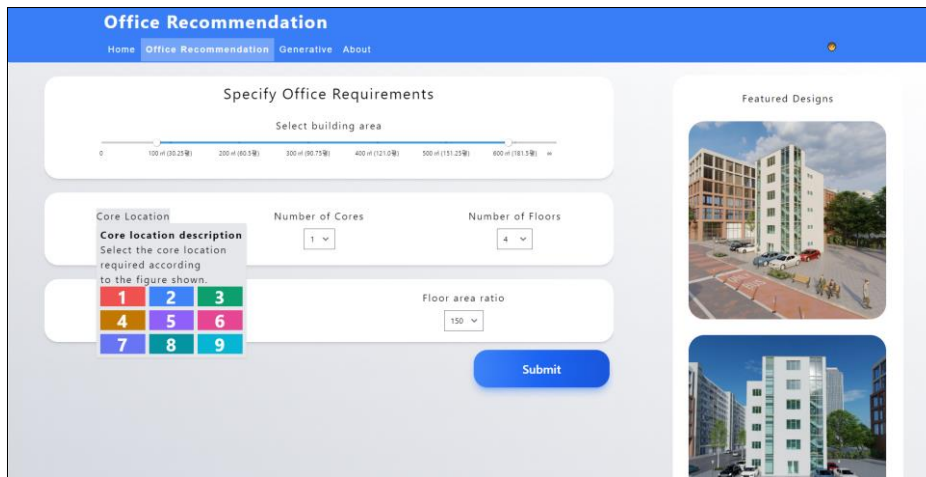 Office Recommendation
Home Office Recommendation Generative About
Specify Office Requirements
Select building area
0 100 ㎡ (30.25평) 200 ㎡ (60.5평) 300 ㎡ (90.75평) 400 ㎡ (121.0평) 500 ㎡ (151.25평) 600 ㎡ (181.5평) ∞
Core Location Number of Cores Number of Floors
1 4
Core location description
Select the core location
required according
to the figure shown.
1 2 3
4 5 6
7 8 9
Floor area ratio
150
Submit
Featured Designs